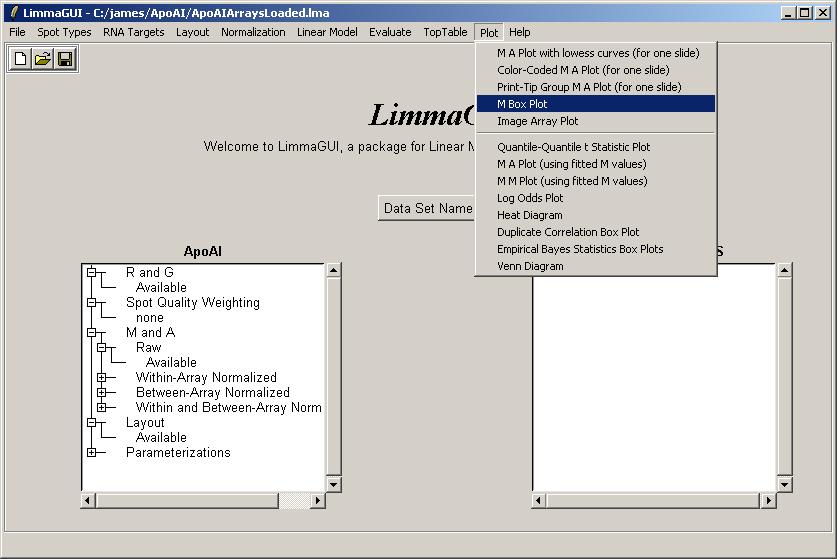 LimmaGUI - C:/james/ApoAI/ApoAIArraysLoaded.lma
File Spot Types RNA Targets Layout Normalization Linear Model Evaluate TopTable Plot Help
M A Plot with lowess curves (for one slide)
Color-Coded M A Plot (for one slide)
Print-Tip Group M A Plot (for one slide)
M Box Plot
Image Array Plot
Quantile-Quantile t Statistic Plot
M A Plot (using fitted M values)
M M Plot (using fitted M values)
Log Odds Plot
Heat Diagram
Duplicate Correlation Box Plot
Empirical Bayes Statistics Box Plots
Venn Diagram
LimmaG
Welcome to LimmaGUI, a package for Linear M
Data Set Name
ApoAI
S
R and G
Available
Spot Quality Weighting
none
M and A
Raw
Available
Within-Array Normalized
Between-Array Normalized
Within and Between-Array Norm
Layout
Available
Parameterizations